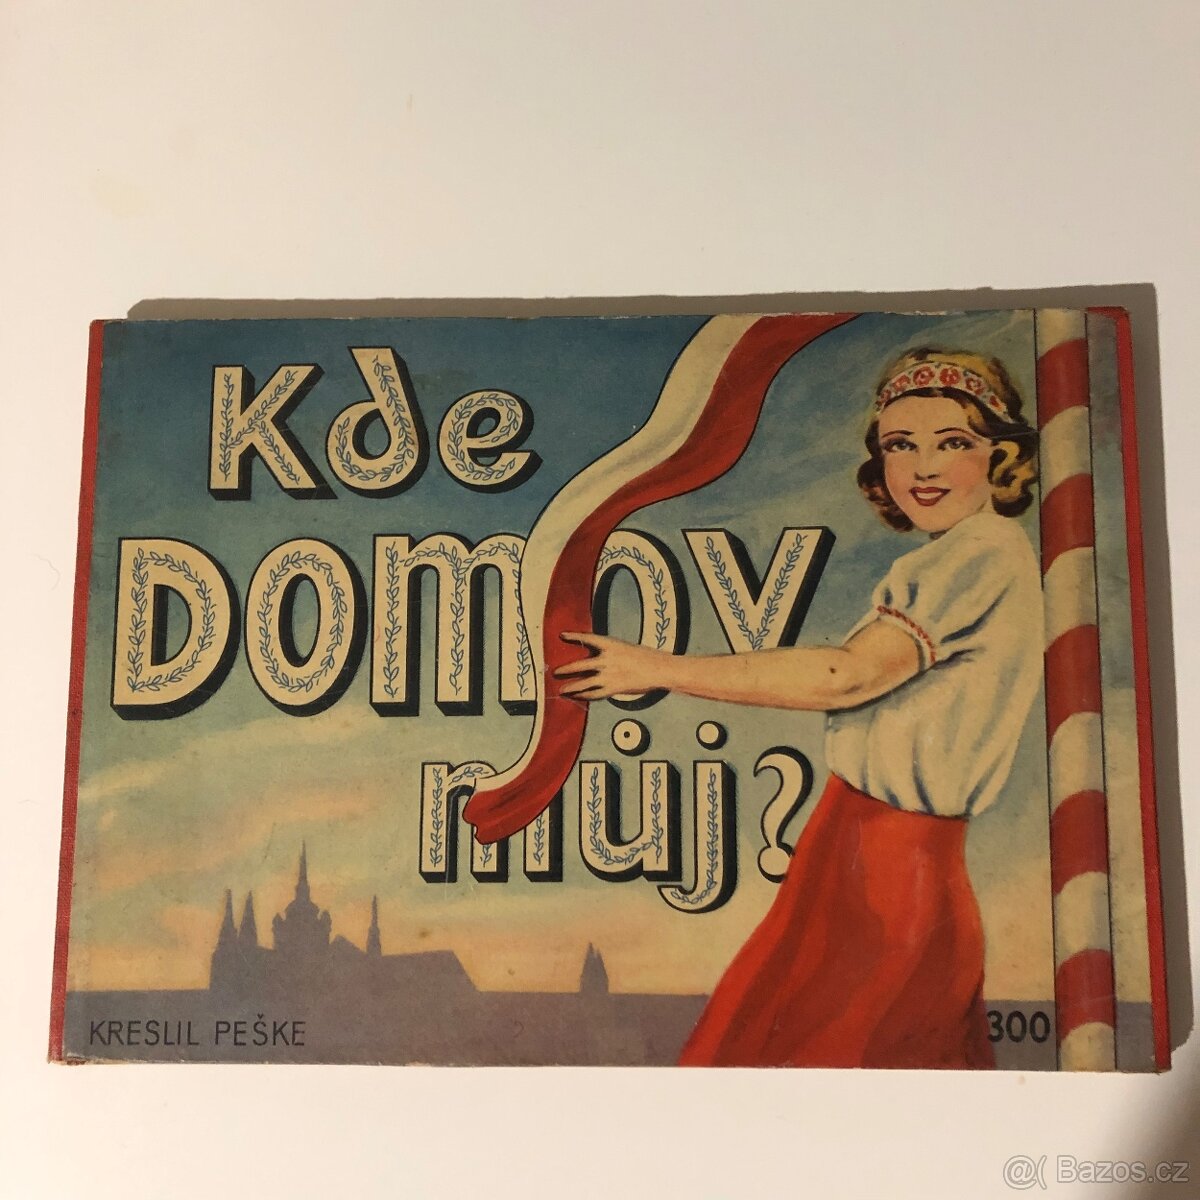 Kde
DOMOV
můj?
KRESLIL PEŠKE
300
@( Bazos.cz